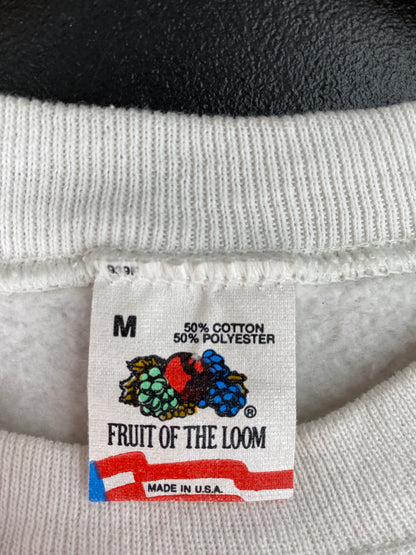 M
50% COTTON
50% POLYESTER
®
FRUIT OF THE LOOM
MADE IN U.S.A.